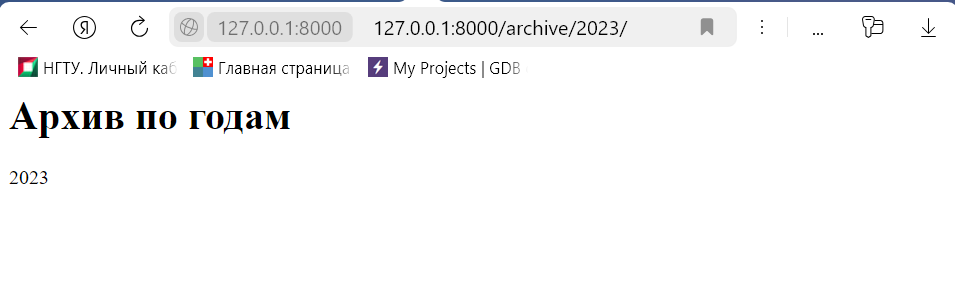 Я 127.0.0.1:8000 127.0.0.1:8000/archive/2023/ ...
НГТУ. Личный каб Главная страница My Projects | GDB
Архив по годам
2023